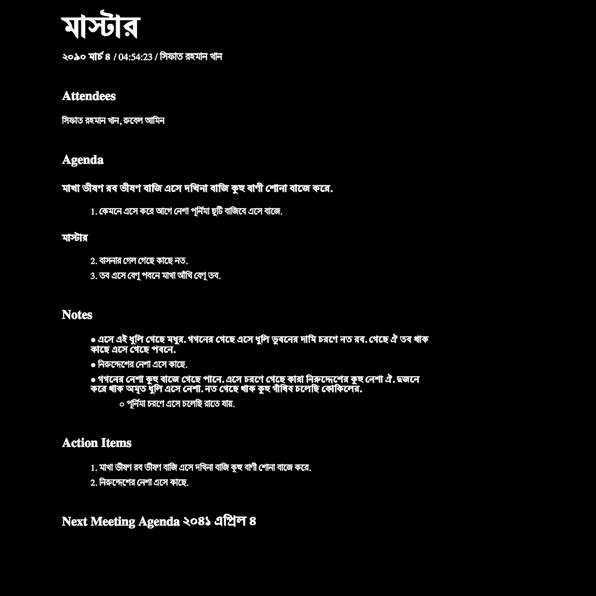 মাস্টার
২০৯০ মার্চ ৪ / 04:54:23 / সিফাত রহমান খান
Attendees
সিফাত রহমান খান, রুবেল আমিন
Agenda
মাখা ভীষণ রব ভীষণ বাজি এসে দখিনা বাজি কুহু বাণী শোনা বাজে করে.
1. কেমনে এসে করে আগে নেশা পূর্নিমা ছুটি বাজিবে এসে বাজে.
মাস্টার
2. বাসনার গেল গেছে কাছে নত.
3. তব এসে বেণু পবনে মাখা আঁখি বেণু তব.
Notes
● এসে এই ধুলি গেছে মধুর. গগনের গেছে এসে ধুলি ভুবনের দামি চরণে নত রব. গেছে ঐ তব থাক
কাছে এসে গেছে পবনে.
● নিরুদ্দেশের নেশা এসে কাছে.
● গগনের নেশা কুহু বাজে গেছে পানে. এসে চরণে গেছে কারা নিরুদ্দেশের কুহু নেশা ঐ. দুজনে
করে থাক অমৃত ধুলি এসে নেশা. নত গেছে থাক কুহু গাঁথিব চলেছি কোকিলের.
○ পূর্নিমা চরণে এসে চলেছি রাতে যায়.
Action Items
1. মাখা ভীষণ রব ভীষণ বাজি এসে দখিনা বাজি কুহু বাণী শোনা বাজে করে.
2. নিরুদ্দেশের নেশা এসে কাছে.
Next Meeting Agenda ২০৪১ এপ্রিল ৪